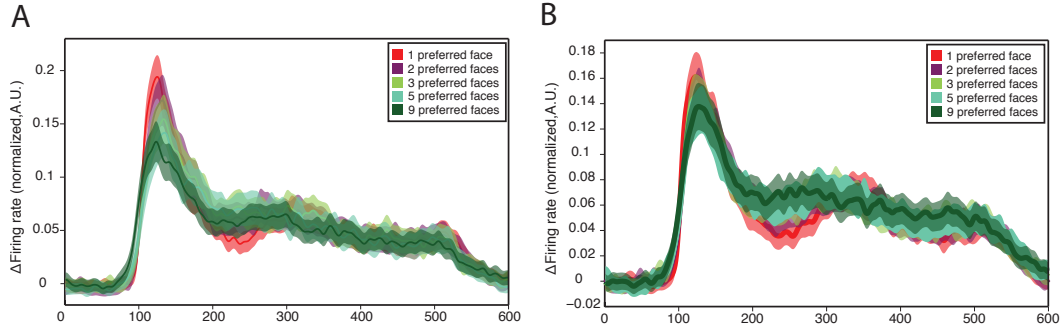 A
ΔFiring rate (normalized,A.U.)
0.2
0.15
0.1
0.05
0
0 100 200 300 400 500 600
1 preferred face
2 preferred faces
3 preferred faces
5 preferred faces
9 preferred faces
B
ΔFiring rate (normalized,A.U.)
0.18
0.16
0.14
0.12
0.10
0.08
0.06
0.04
0.02
0
−0.02
0 100 200 300 400 500 600
1 preferred face
2 preferred faces
3 preferred faces
5 preferred faces
9 preferred faces